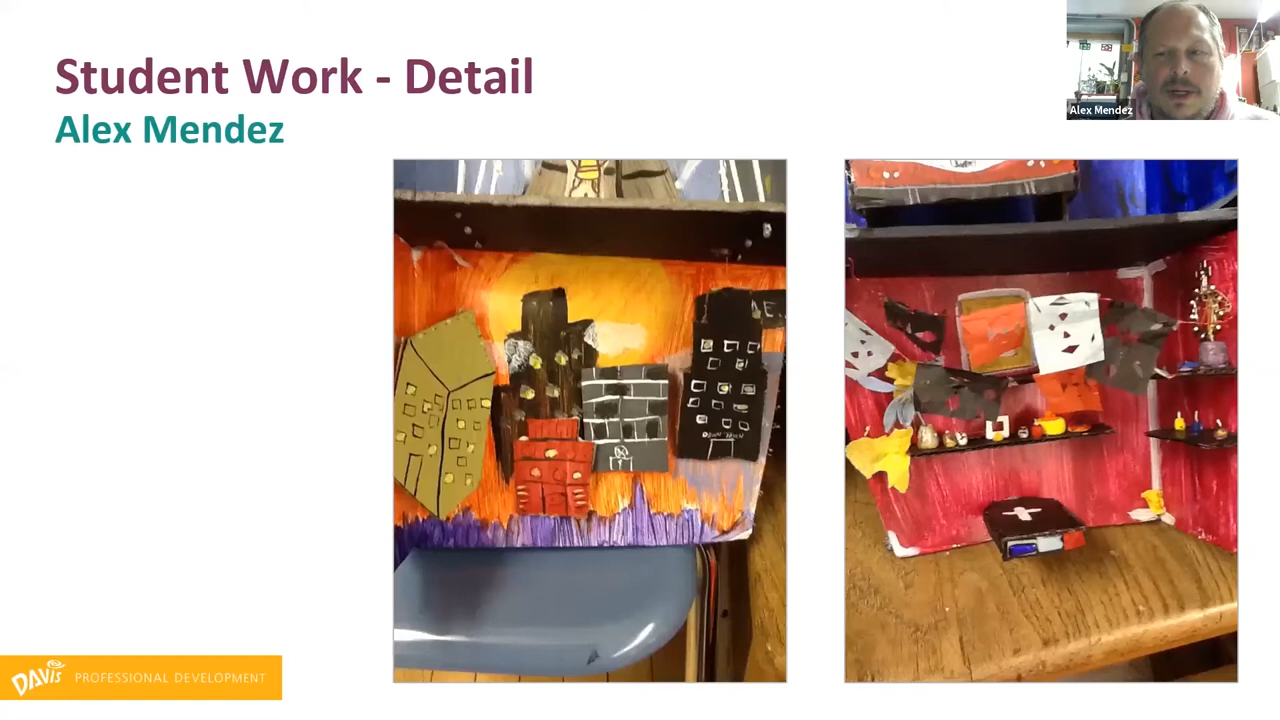 Student Work - Detail
Alex Mendez
Alex Mendez
DAVIS PROFESSIONAL DEVELOPMENT